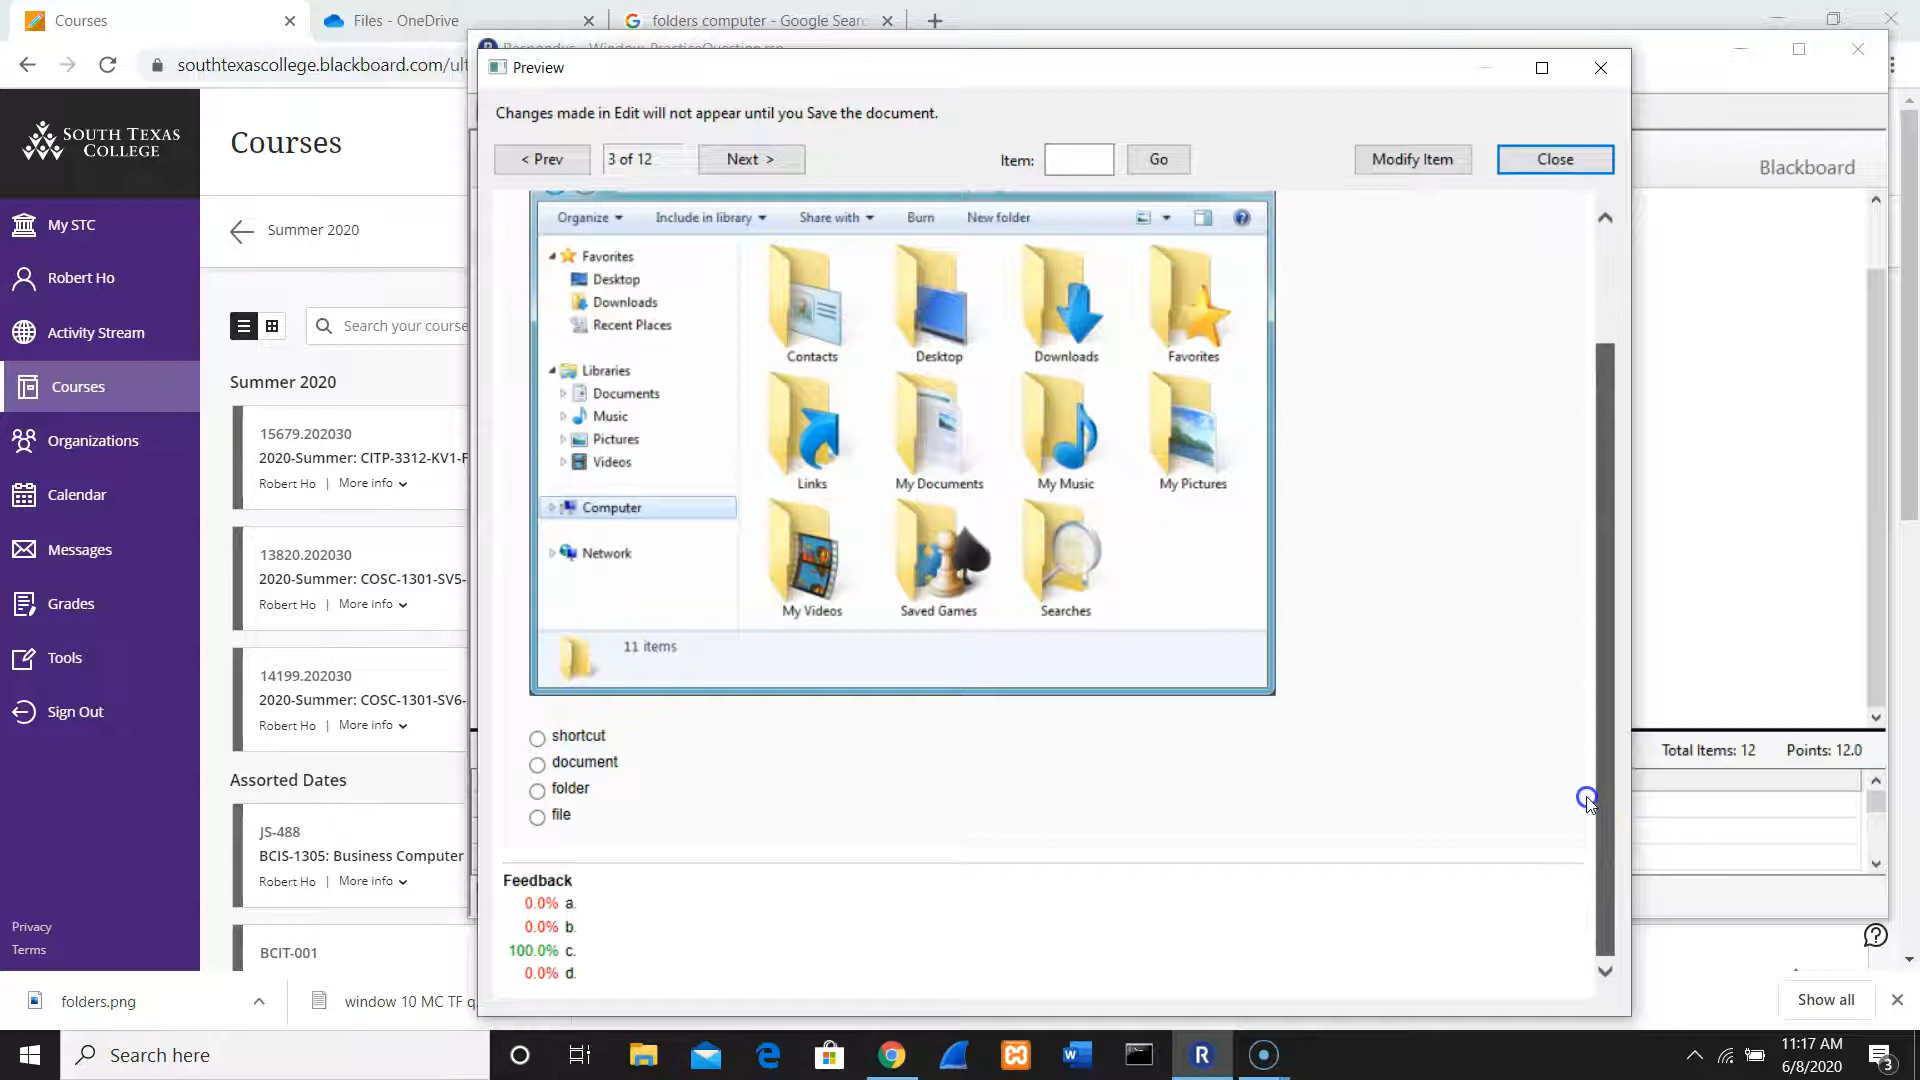 Courses
Files - OneDrive
folders computer - Google Sear
southtexascollege.blackboard.com/ult
Respondus - Window PracticeQuestion.rsp
Preview
Changes made in Edit will not appear until you Save the document.
< Prev
3 of 12
Next >
Item:
Go
Modify Item
Close
Blackboard
SOUTH TEXAS
COLLEGE
My STC
Robert Ho
Activity Stream
Courses
Organizations
Calendar
Messages
Grades
Tools
Sign Out
Privacy
Terms
Courses
Summer 2020
Search your course
Summer 2020
15679.202030
2020-Summer: CITP-3312-KV1-F
Robert Ho | More info
13820.202030
2020-Summer: COSC-1301-SV5-
Robert Ho | More info
14199.202030
2020-Summer: COSC-1301-SV6-
Robert Ho | More info
Assorted Dates
JS-488
BCIS-1305: Business Computer
Robert Ho | More info
BCIT-001
Organize
Include in library
Share with
Burn
New folder
Favorites
Desktop
Downloads
Recent Places
Libraries
Documents
Music
Pictures
Videos
Computer
Network
Contacts
Desktop
Downloads
Favorites
Links
My Documents
My Music
My Pictures
My Videos
Saved Games
Searches
11 items
shortcut
document
folder
file
Feedback
0.0% a.
0.0% b.
100.0% c.
0.0% d.
Total Items: 12
Points: 12.0
folders.png
window 10 MC TF q
Show all
Search here
11:17 AM
6/8/2020
3